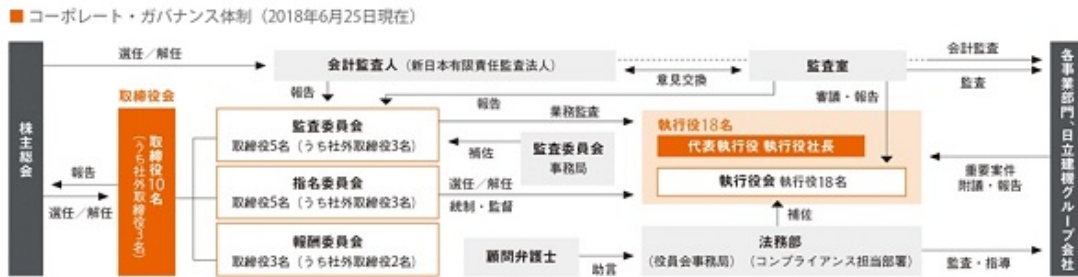 ■ コーポレート・ガバナンス体制（2018年6月25日現在）
株主総会
選任／解任
会計監査人（新日本有限責任監査法人）
意見交換
監査室
会計監査
監査
各事業部門、日立建機グループ会社
報告
報告
審議・報告
取締役会
取締役10名
（うち社外取締役3名）
報告
選任／解任
監査委員会
取締役5名（うち社外取締役3名）
業務監査
補佐
監査委員会
事務局
指名委員会
取締役5名（うち社外取締役3名）
選任／解任
統制・監督
報酬委員会
取締役3名（うち社外取締役2名）
執行役18名
代表執行役 執行役社長
執行役会 執行役18名
重要案件
附議・報告
補佐
顧問弁護士
助言
法務部
（役員会事務局）（コンプライアンス担当部署）
監査・指導